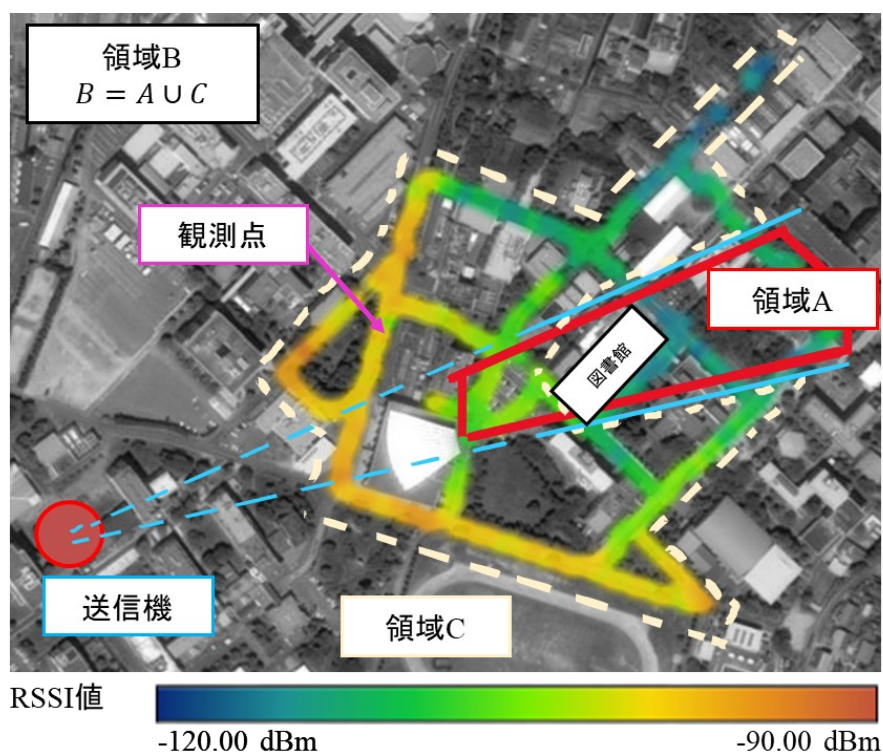 領域B
B = A ∪ C
観測点
領域A
図書館
送信機
領域C
RSSI値
-120.00 dBm
-90.00 dBm